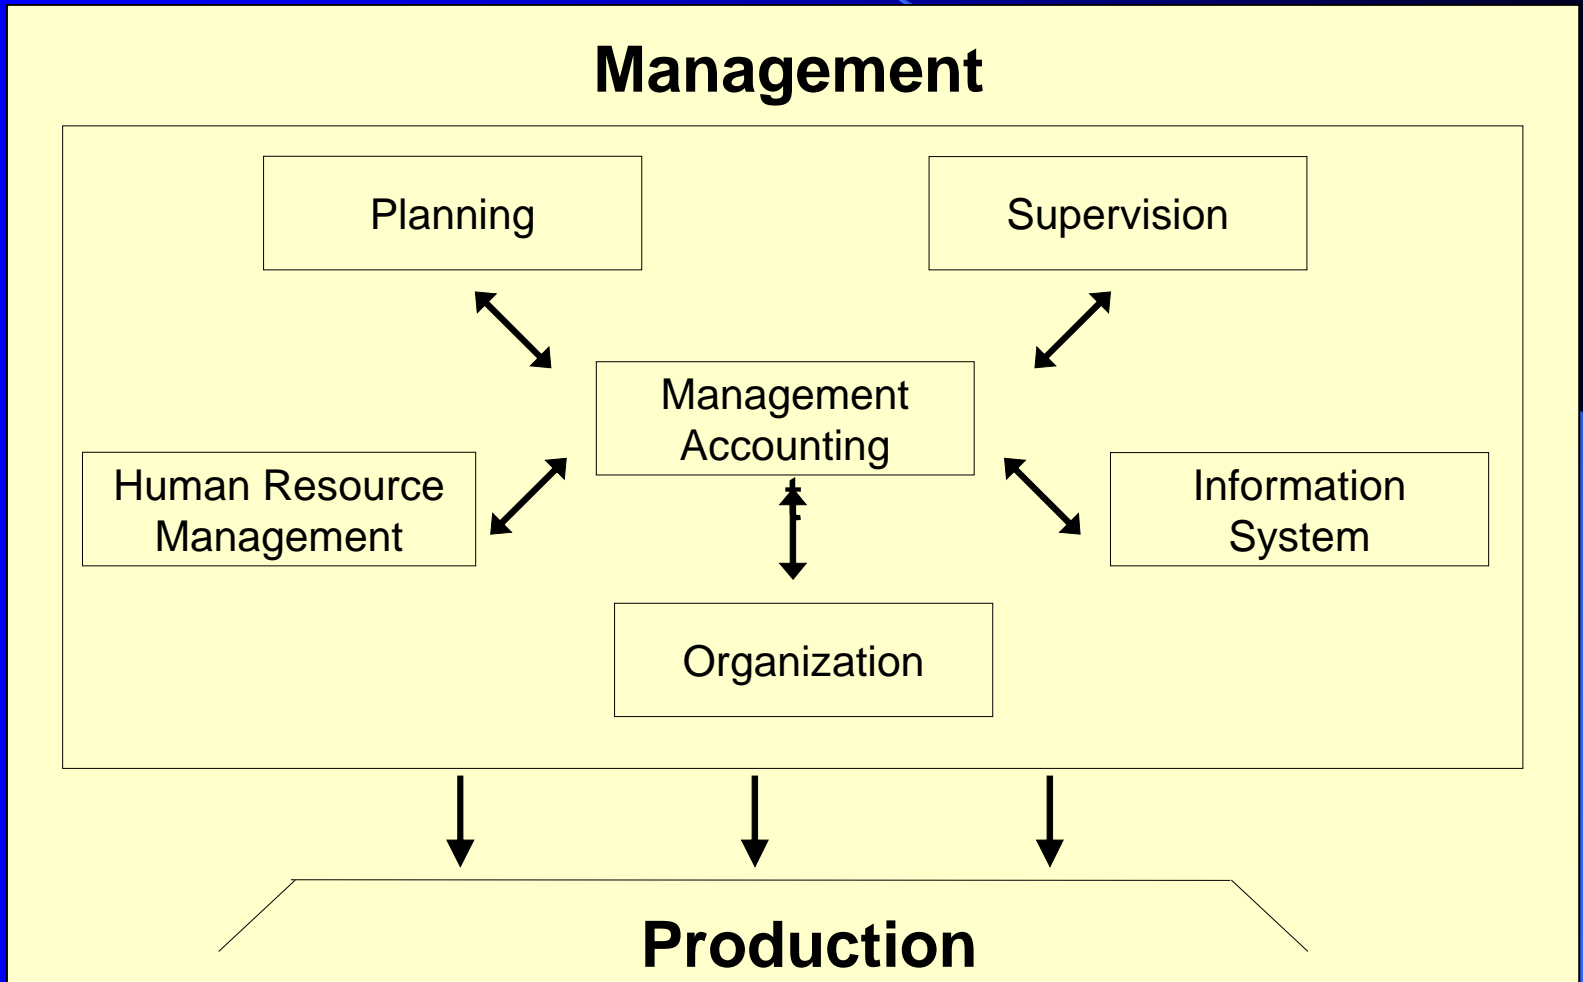 Management
Planning
Supervision
Management
Accounting
Human Resource
Management
Information
System
Organization
Production